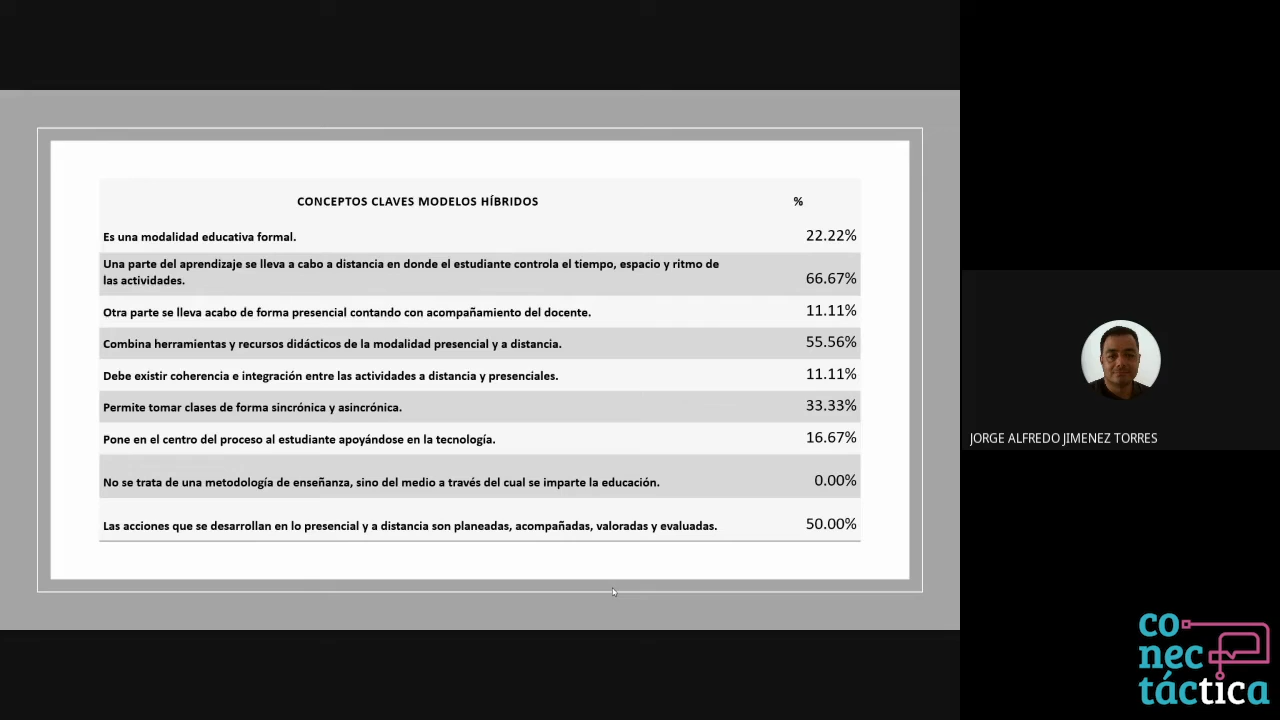 CONCEPTOS CLAVES MODELOS HÍBRIDOS %
Es una modalidad educativa formal. 22.22%
Una parte del aprendizaje se lleva a cabo a distancia en donde el estudiante controla el tiempo, espacio y ritmo de
las actividades. 66.67%
Otra parte se lleva acabo de forma presencial contando con acompañamiento del docente. 11.11%
Combina herramientas y recursos didácticos de la modalidad presencial y a distancia. 55.56%
Debe existir coherencia e integración entre las actividades a distancia y presenciales. 11.11%
Permite tomar clases de forma sincrónica y asincrónica. 33.33%
Pone en el centro del proceso al estudiante apoyándose en la tecnología. 16.67%
No se trata de una metodología de enseñanza, sino del medio a través del cual se imparte la educación. 0.00%
Las acciones que se desarrollan en lo presencial y a distancia son planeadas, acompañadas, valoradas y evaluadas. 50.00%
JORGE ALFREDO JIMENEZ TORRES
co
nec
táctica